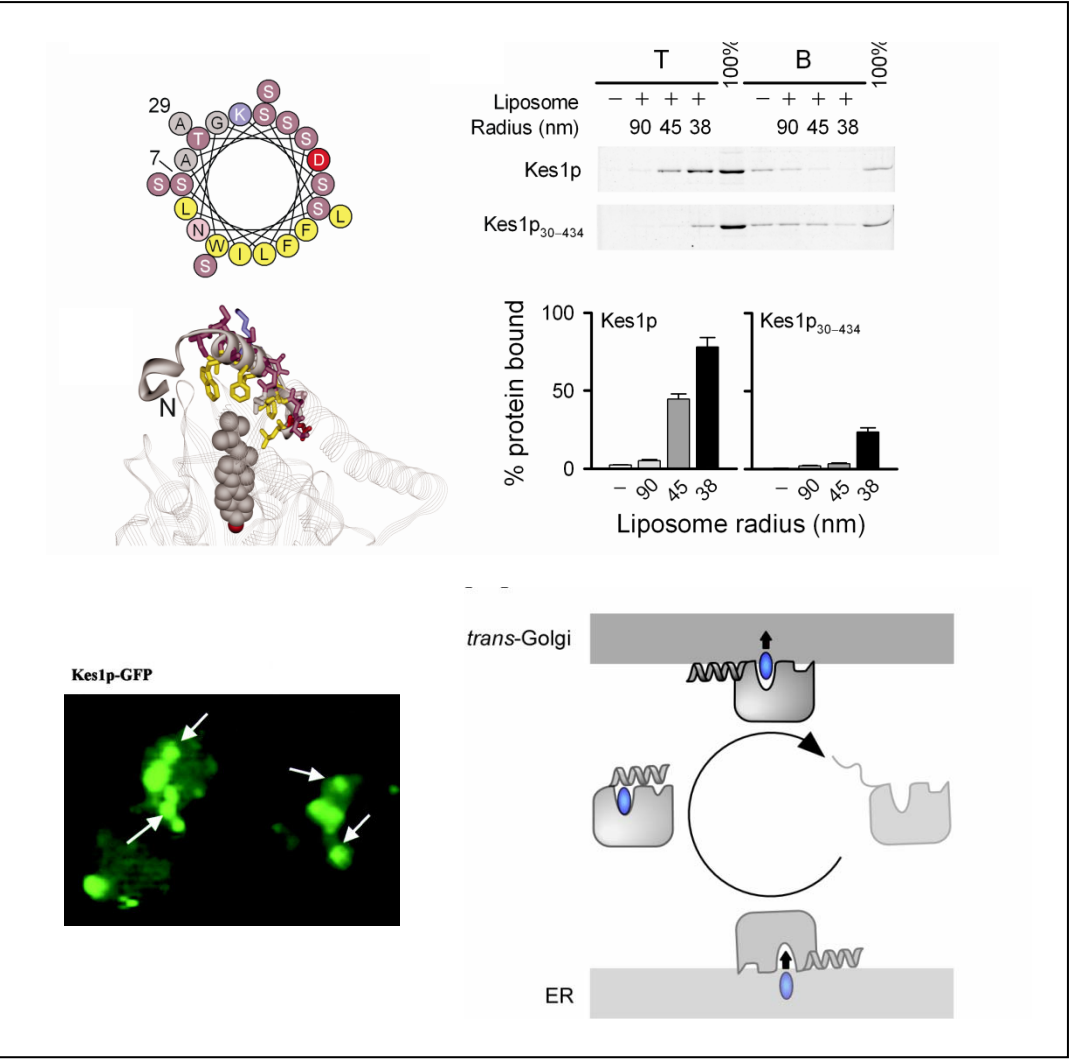 29
A
G
K
S
S
S
S
T
A
D
7
S
S
S
S
L
L
N
F
W
I
L
F
S
N
T
B
100%
100%
Liposome – + + + – + + +
Radius (nm) 90 45 38 90 45 38
Kes1p
Kes1p30–434
% protein bound
100
50
0
Kes1p
Kes1p30–434
– 90 45 38 – 90 45 38
Liposome radius (nm)
Kes1p-GFP
trans-Golgi
ER